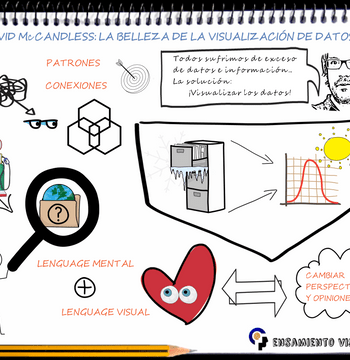 VID McCANDLESS: LA BELLEZA DE LA VISUALIZACIÓN DE DATOS
PATRONES
CONEXIONES
Todos sufrimos de exceso
de datos e información...
La solución:
¡Visualizar los datos!
?
LENGUAGE MENTAL
LENGUAGE VISUAL
CAMBIAR
PERSPECT
Y OPINIONE
ENSAMIENTO VI